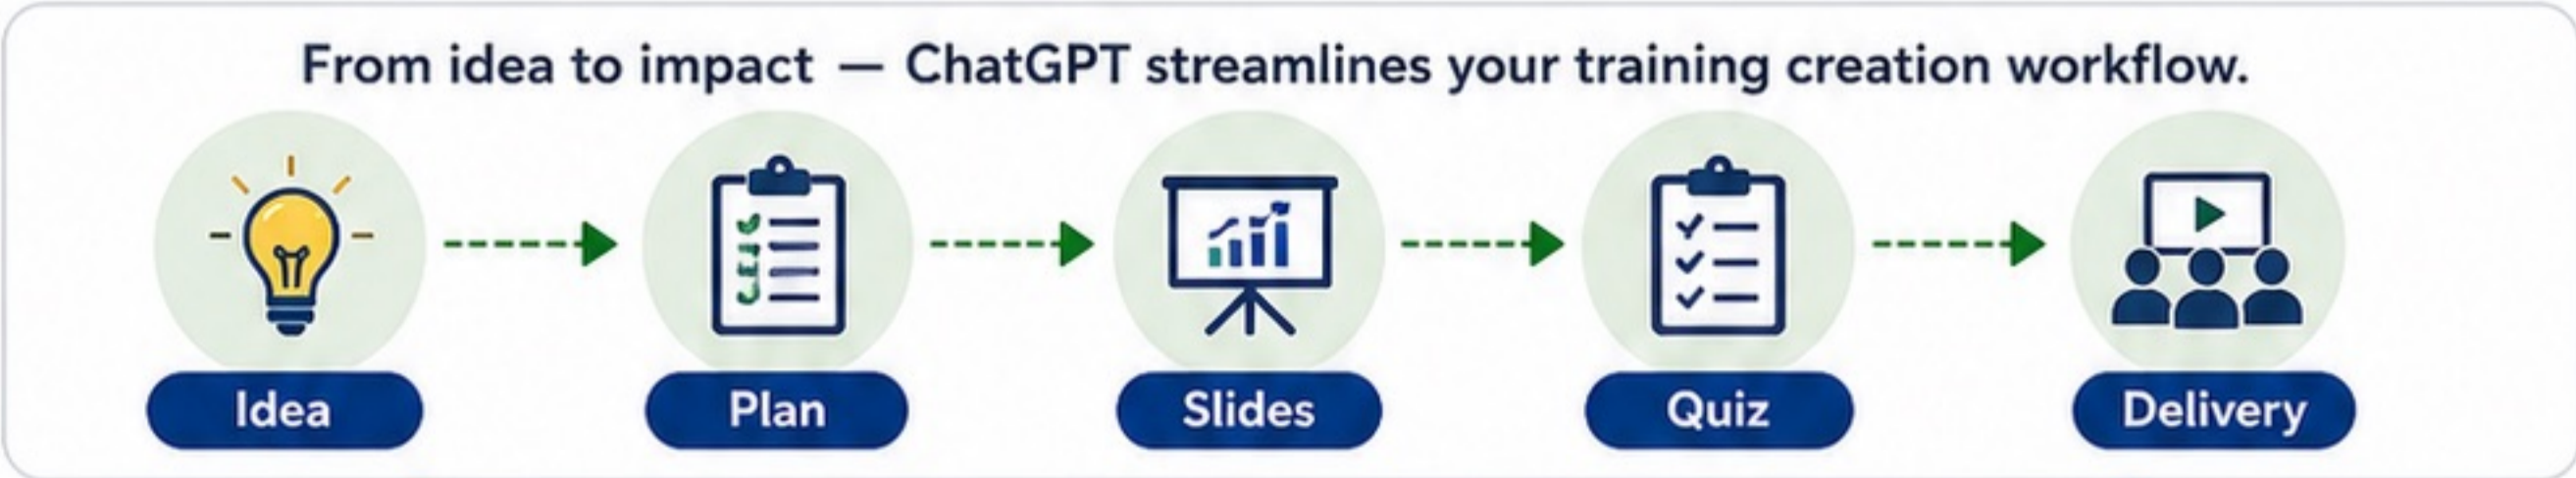 From idea to impact — ChatGPT streamlines your training creation workflow.
Idea
Plan
Slides
Quiz
Delivery